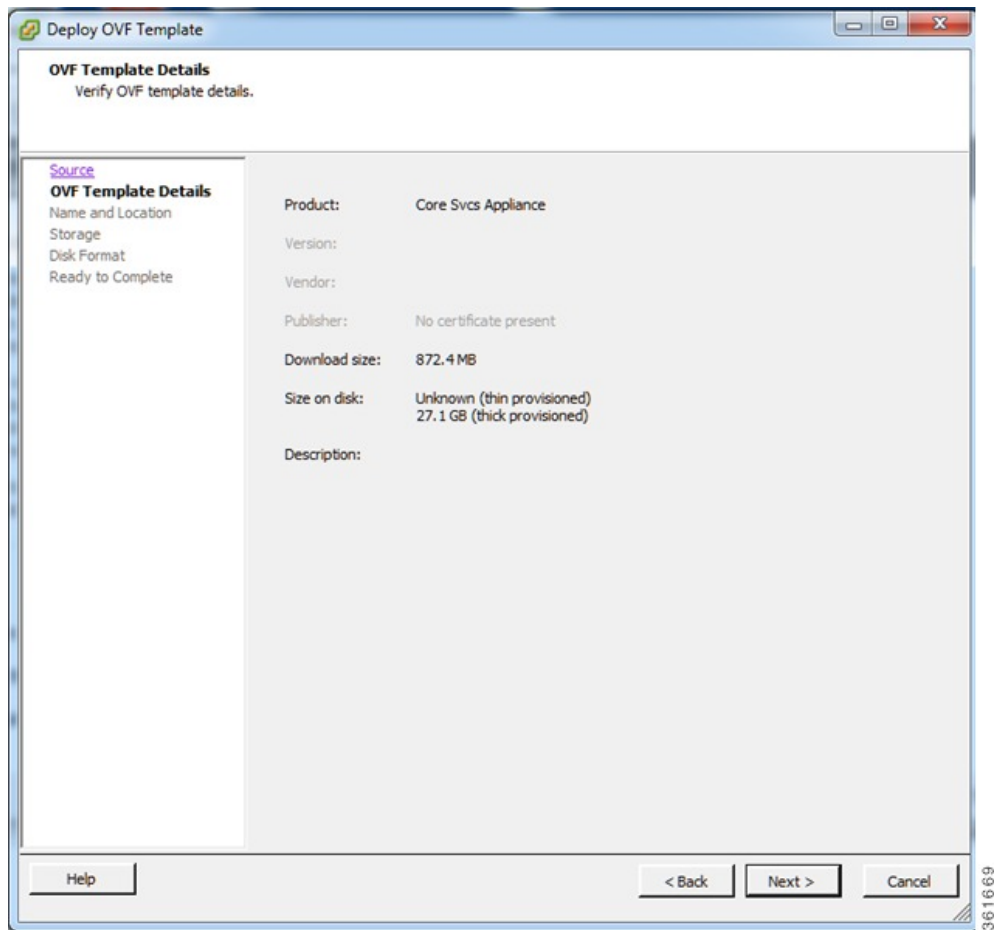 Deploy OVF Template
OVF Template Details
Verify OVF template details.
Source
OVF Template Details
Name and Location
Storage
Disk Format
Ready to Complete
Product: Core Svcs Appliance
Version:
Vendor:
Publisher: No certificate present
Download size: 872.4 MB
Size on disk: Unknown (thin provisioned)
27.1 GB (thick provisioned)
Description:
Help
< Back
Next >
Cancel
361669